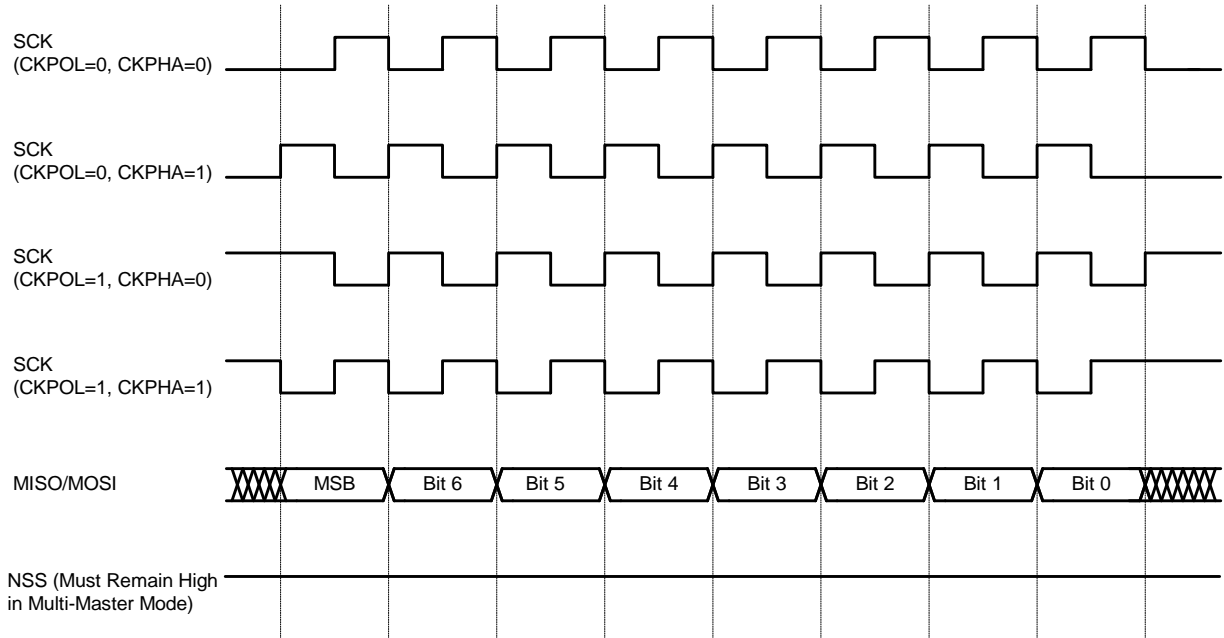 SCK
(CKPOL=0, CKPHA=0)
SCK
(CKPOL=0, CKPHA=1)
SCK
(CKPOL=1, CKPHA=0)
SCK
(CKPOL=1, CKPHA=1)
MISO/MOSI
MSB Bit 6 Bit 5 Bit 4 Bit 3 Bit 2 Bit 1 Bit 0
NSS (Must Remain High
in Multi-Master Mode)